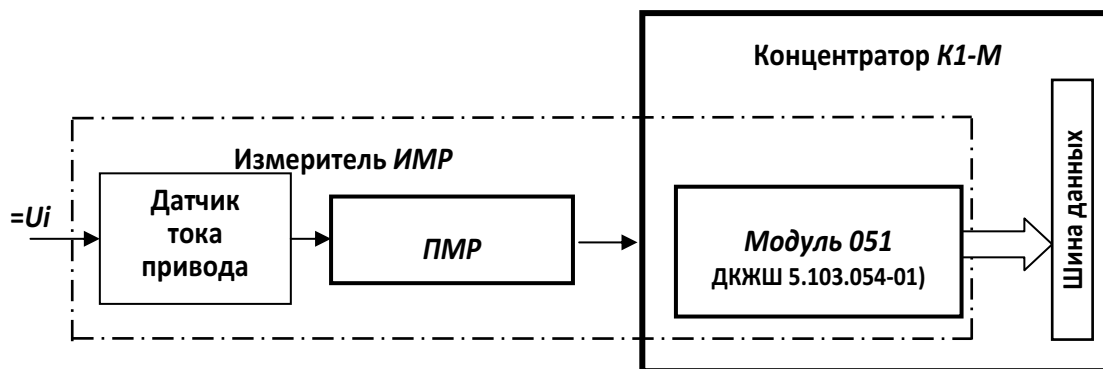 Концентратор К1-М
Измеритель ИМР
=Ui
Датчик
тока
привода
ПМР
Модуль 051
ДКЖШ 5.103.054-01)
Шина данных